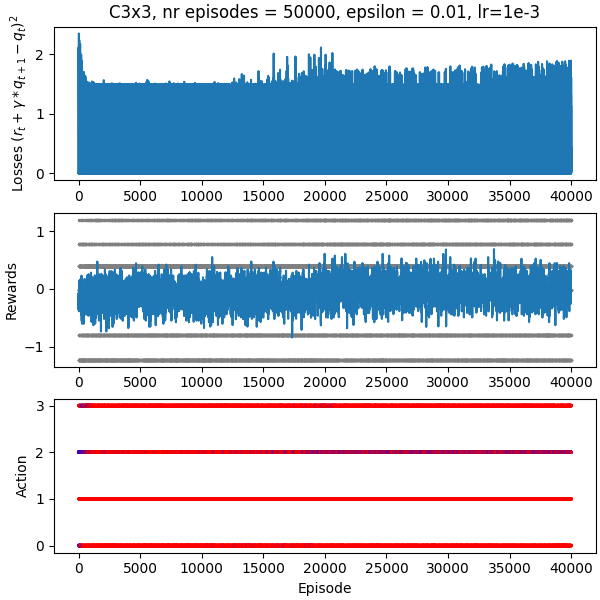 C3x3, nr episodes = 50000, epsilon = 0.01, lr=1e-3
Losses $(r_t + \gamma * q_{t+1} - q_t)^2$
2
1
0
0 5000 10000 15000 20000 25000 30000 35000 40000
Rewards
1
0
−1
0 5000 10000 15000 20000 25000 30000 35000 40000
Action
3
2
1
0
0 5000 10000 15000 20000 25000 30000 35000 40000
Episode